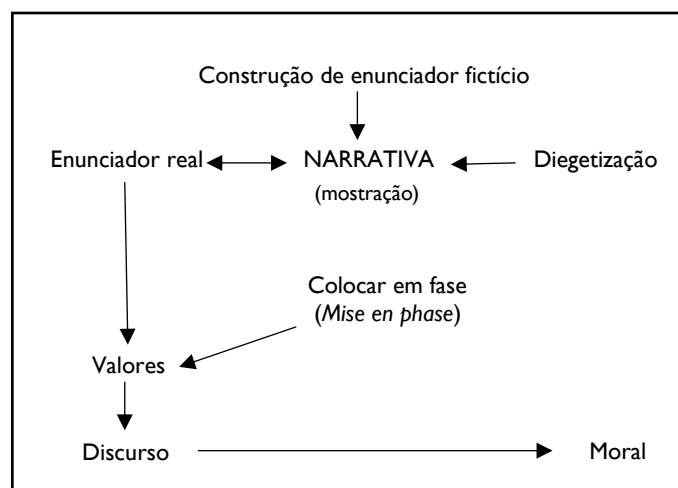 Construção de enunciador fictício
Enunciador real
NARRATIVA
(mostração)
Diegetização
Colocar em fase
(Mise en phase)
Valores
Discurso
Moral